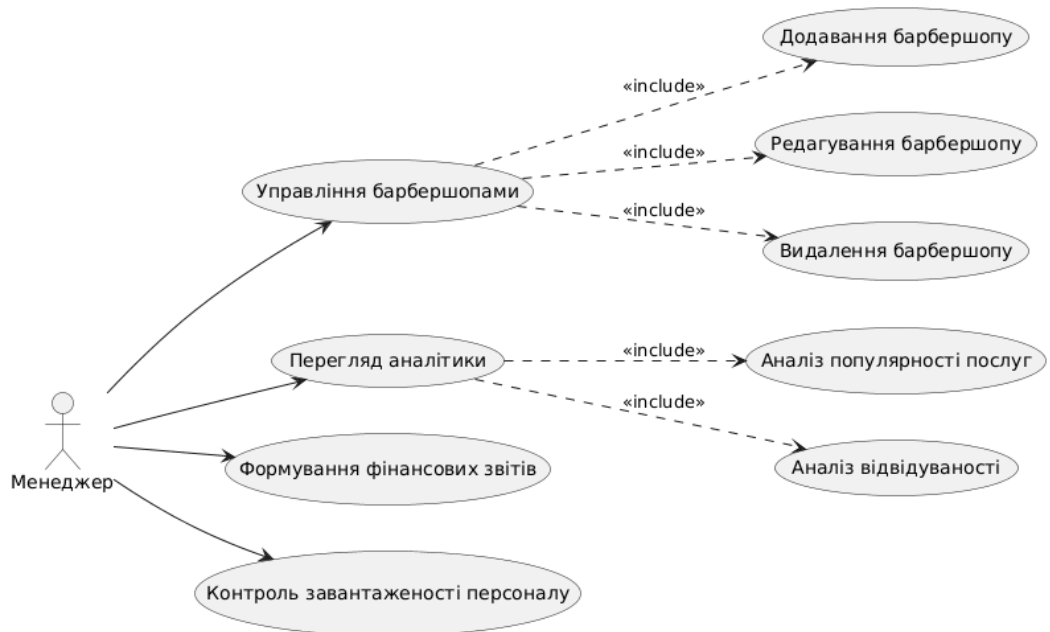 Додавання барбершопу
«include»
Редагування барбершопу
«include»
Управління барбершопами
«include»
Видалення барбершопу
Перегляд аналітики
«include»
Аналіз популярності послуг
«include»
Менеджер
Формування фінансових звітів
Аналіз відвідуваності
Контроль завантаженості персоналу